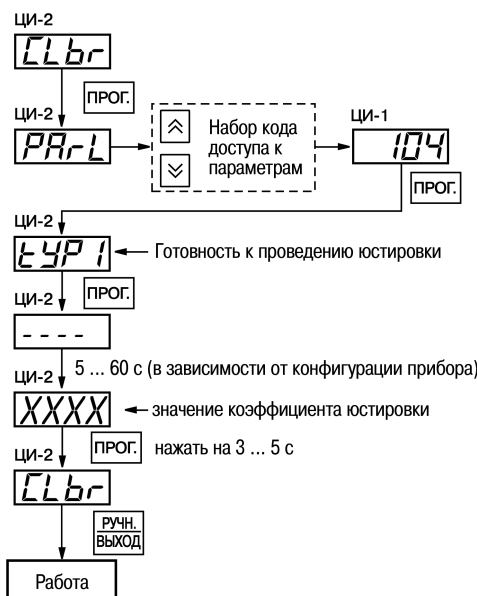 ЦИ-2
CLbr
ПРОГ.
ЦИ-2
PArL
Набор кода
доступа к
параметрам
ЦИ-1
104
ПРОГ.
ЦИ-2
tYP1
Готовность к проведению юстировки
ПРОГ.
ЦИ-2
----
5 ... 60 с (в зависимости от конфигурации прибора)
ЦИ-2
XXXX
значение коэффициента юстировки
ПРОГ.
нажать на 3 ... 5 с
ЦИ-2
CLbr
РУЧН.
ВЫХОД
Работа